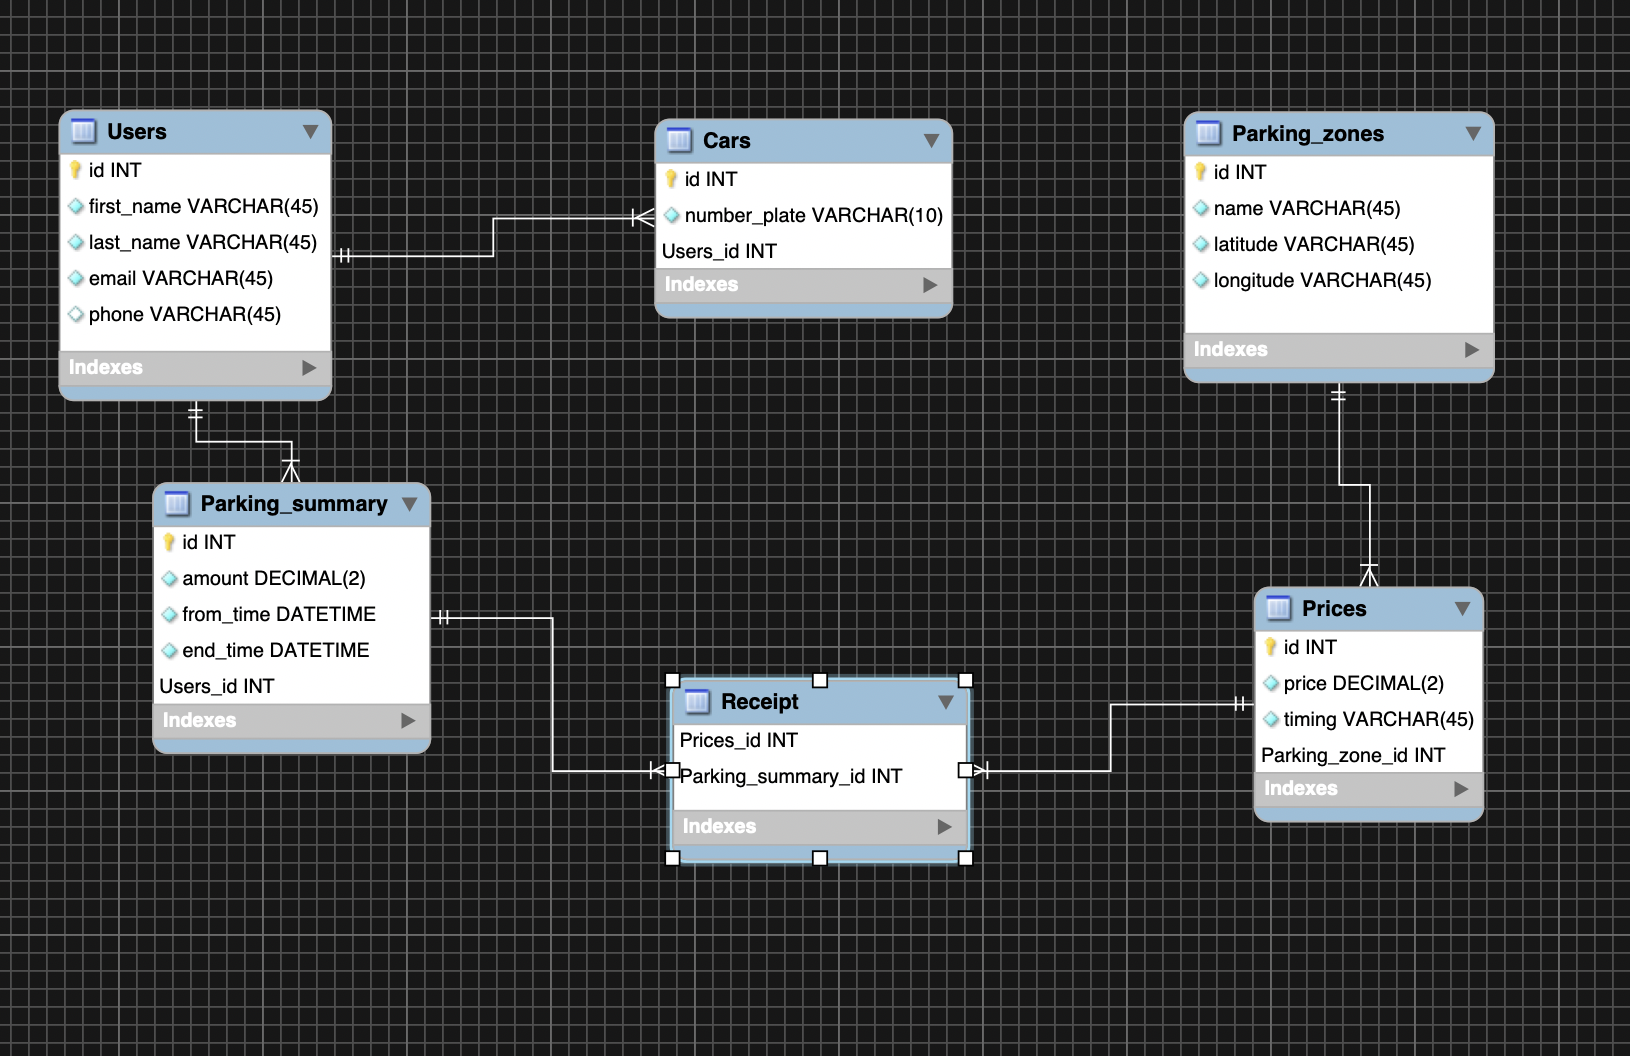 Users
id INT
first_name VARCHAR(45)
last_name VARCHAR(45)
email VARCHAR(45)
phone VARCHAR(45)
Indexes
Cars
id INT
number_plate VARCHAR(10)
Users_id INT
Indexes
Parking_zones
id INT
name VARCHAR(45)
latitude VARCHAR(45)
longitude VARCHAR(45)
Indexes
Parking_summary
id INT
amount DECIMAL(2)
from_time DATETIME
end_time DATETIME
Users_id INT
Indexes
Receipt
Prices_id INT
Parking_summary_id INT
Indexes
Prices
id INT
price DECIMAL(2)
timing VARCHAR(45)
Parking_zone_id INT
Indexes